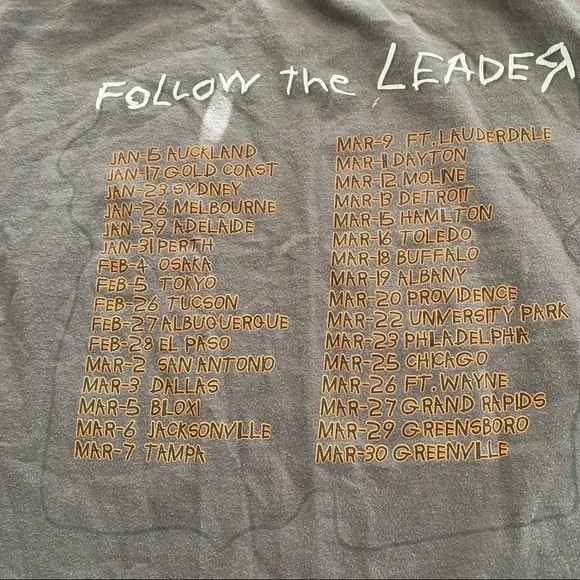 FOLLOW the LEADEЯ
JAN-15 AUCKLAND
JAN-17 GOLD COAST
JAN-23 SYDNEY
JAN-26 MELBOURNE
JAN-29 ADELAIDE
JAN-31 PERTH
FEB-4 OSAKA
FEB-5 TOKYO
FEB-26 TUCSON
FEB-27 ALBUQUERQUE
FEB-28 EL PASO
MAR-2 SAN ANTONIO
MAR-3 DALLAS
MAR-5 BLOXI
MAR-6 JACKSONVILLE
MAR-7 TAMPA
MAR-9 FT. LAUDERDALE
MAR-11 DAYTON
MAR-12 MOLNE
MAR-13 DETROIT
MAR-15 HAMILTON
MAR-16 TOLEDO
MAR-18 BUFFALO
MAR-19 ALBANY
MAR-20 PROVIDENCE
MAR-22 UNIVERSITY PARK
MAR-23 PHILADELPHA
MAR-25 CHICAGO
MAR-26 FT. WAYNE
MAR-27 GRAND RAPIDS
MAR-29 GREENSBORO
MAR-30 GREENVILLE